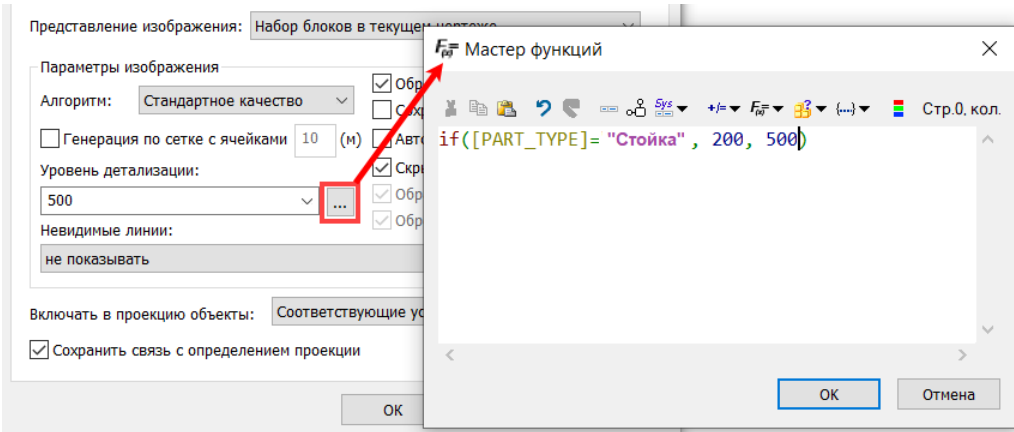 Представление изображения: Набор блоков в текущем чертеже
Параметры изображения
Алгоритм: Стандартное качество
Генерация по сетке с ячейками 10 (м)
Уровень детализации:
500 ...
Невидимые линии:
не показывать
Включать в проекцию объекты: Соответствующие ус
Сохранить связь с определением проекции
ОК
Мастер функций
Стр.0, кол.
if([PART_TYPE]= "Стойка" , 200, 500)
ОК Отмена